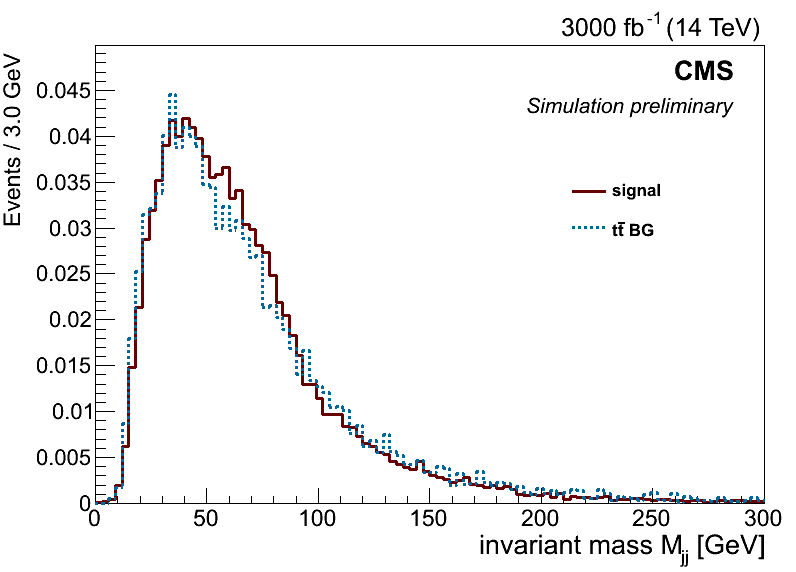 3000 fb⁻¹ (14 TeV)
CMS
Simulation preliminary
signal
tt̄ BG
Events / 3.0 GeV
0.045
0.04
0.035
0.03
0.025
0.02
0.015
0.01
0.005
0
0 50 100 150 200 250 300
invariant mass Mjj [GeV]